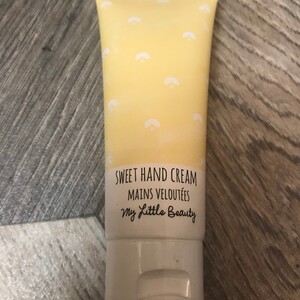 SWEET HAND CREAM
MAINS VELOUTÉES
My Little Beauty